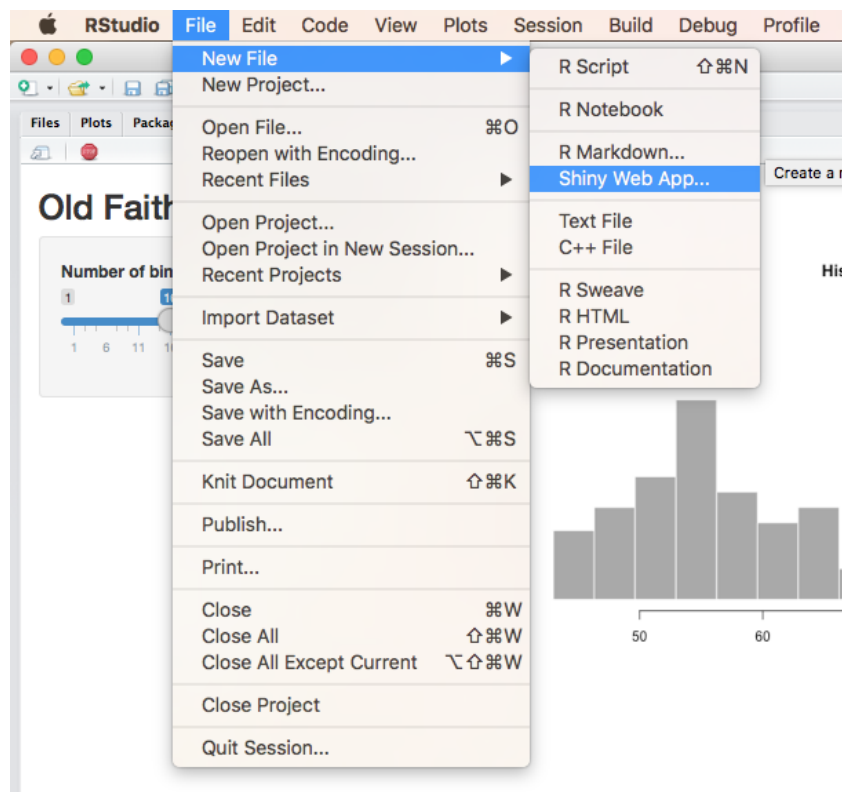 RStudio File Edit Code View Plots Session Build Debug Profile
New File
New Project...
Open File... ⌘O
Reopen with Encoding...
Recent Files
Open Project...
Open Project in New Session...
Recent Projects
Import Dataset
Save ⌘S
Save As...
Save with Encoding...
Save All ⌥⌘S
Knit Document ⇧⌘K
Publish...
Print...
Close ⌘W
Close All ⇧⌘W
Close All Except Current ⌥⇧⌘W
Close Project
Quit Session...
R Script ⇧⌘N
R Notebook
R Markdown...
Shiny Web App...
Text File
C++ File
R Sweave
R HTML
R Presentation
R Documentation
Create a
Files Plots
Old
Number of
1
1 6 11
50 60